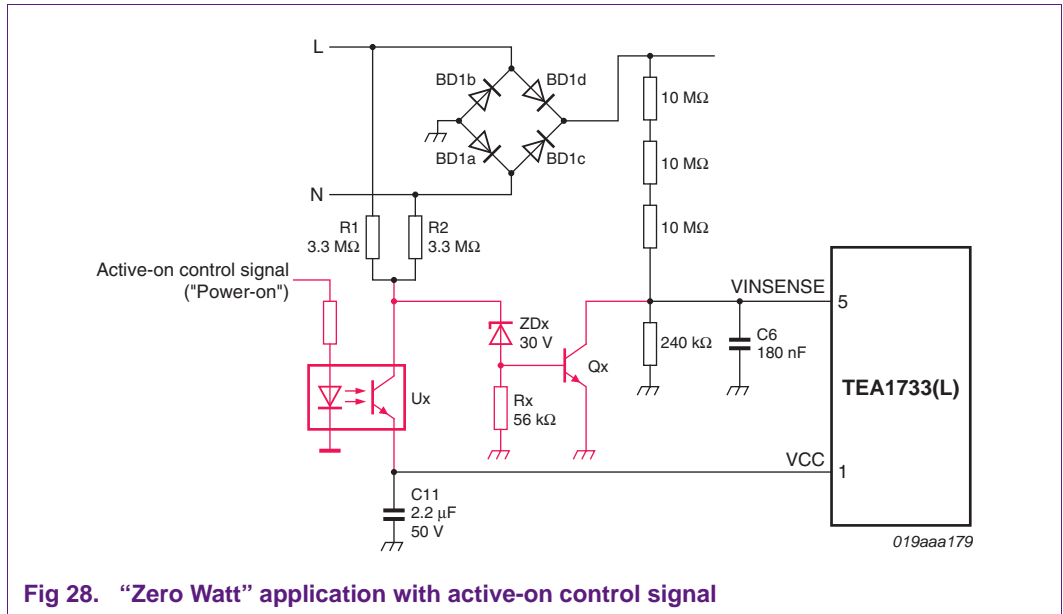 L
BD1b
BD1d
10 MΩ
BD1a
BD1c
10 MΩ
N
R1
3.3 MΩ
R2
3.3 MΩ
10 MΩ
Active-on control signal
("Power-on")
VINSENSE
5
ZDx
30 V
240 kΩ
C6
180 nF
Qx
TEA1733(L)
Ux
Rx
56 kΩ
VCC
1
C11
2.2 μF
50 V
019aaa179
Fig 28. “Zero Watt” application with active-on control signal